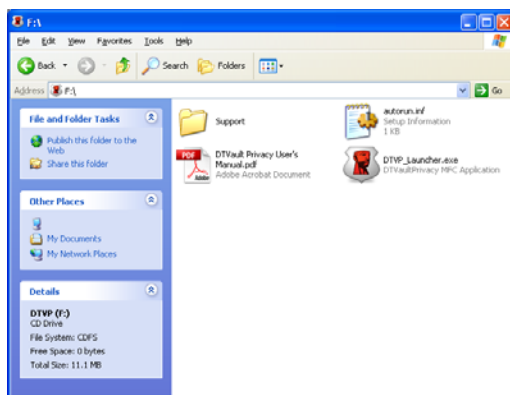 F:\
File Edit View Favorites Tools Help
Back Search Folders
Address F:\ Go
File and Folder Tasks
Publish this folder to the
Web
Share this folder
Other Places
My Documents
My Network Places
Details
DTVP (F:)
CD Drive
File System: CDFS
Free Space: 0 bytes
Total Size: 11.1 MB
Support
autorun.inf
Setup Information
1 KB
PDF
Adobe
DTVault Privacy User's
Manual.pdf
Adobe Acrobat Document
DTVP_Launcher.exe
DTVaultPrivacy MFC Application